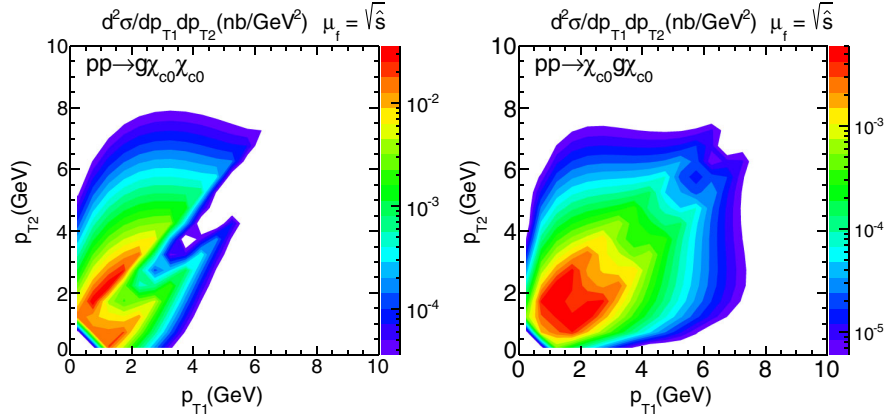 d²σ/dp_T1dp_T2(nb/GeV²) μ_f = √ŝ
pp→gχ_c0χ_c0
p_T2(GeV)
10
8
6
4
2
0
0 2 4 6 8 10
p_T1(GeV)
10⁻²
10⁻³
10⁻⁴
d²σ/dp_T1dp_T2(nb/GeV²) μ_f = √ŝ
pp→χ_c0gχ_c0
p_T2(GeV)
10
8
6
4
2
0
0 2 4 6 8 10
p_T1(GeV)
10⁻³
10⁻⁴
10⁻⁵